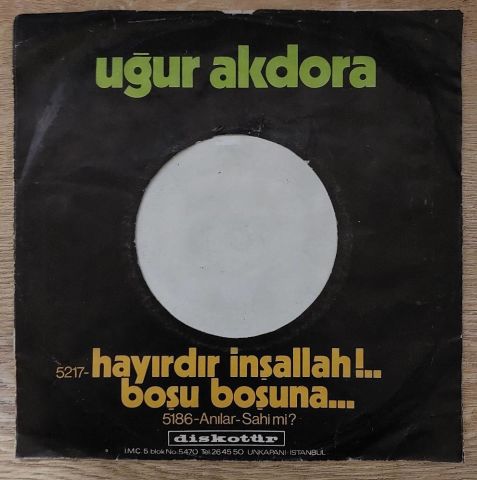 uğur akdora
5217-hayırdır inşallah!..
boşu boşuna...
5186-Anılar-Sahi mi?
diskotür
İ.M.C. 5.blok No.5470 Tel.26 45 50 UNKAPANI-İSTANBUL